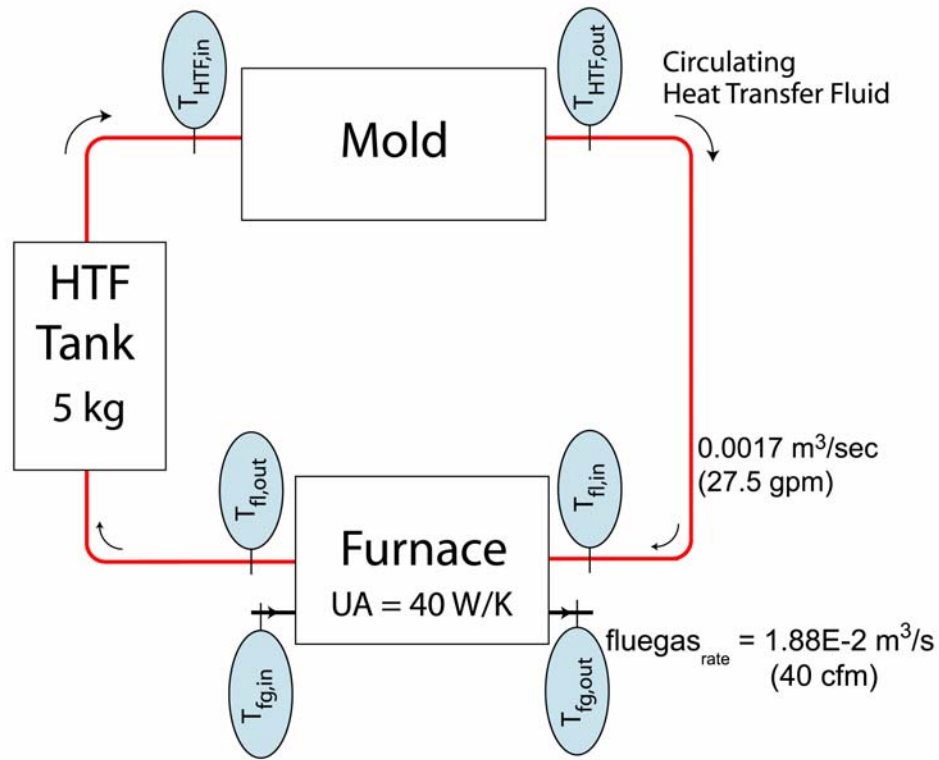 T_HTF,in
T_HTF,out
Circulating
Heat Transfer Fluid
Mold
HTF
Tank
5 kg
0.0017 m³/sec
(27.5 gpm)
T_fl,out
T_fl,in
Furnace
UA = 40 W/K
fluegas_rate = 1.88E-2 m³/s
(40 cfm)
T_fg,in
T_fg,out